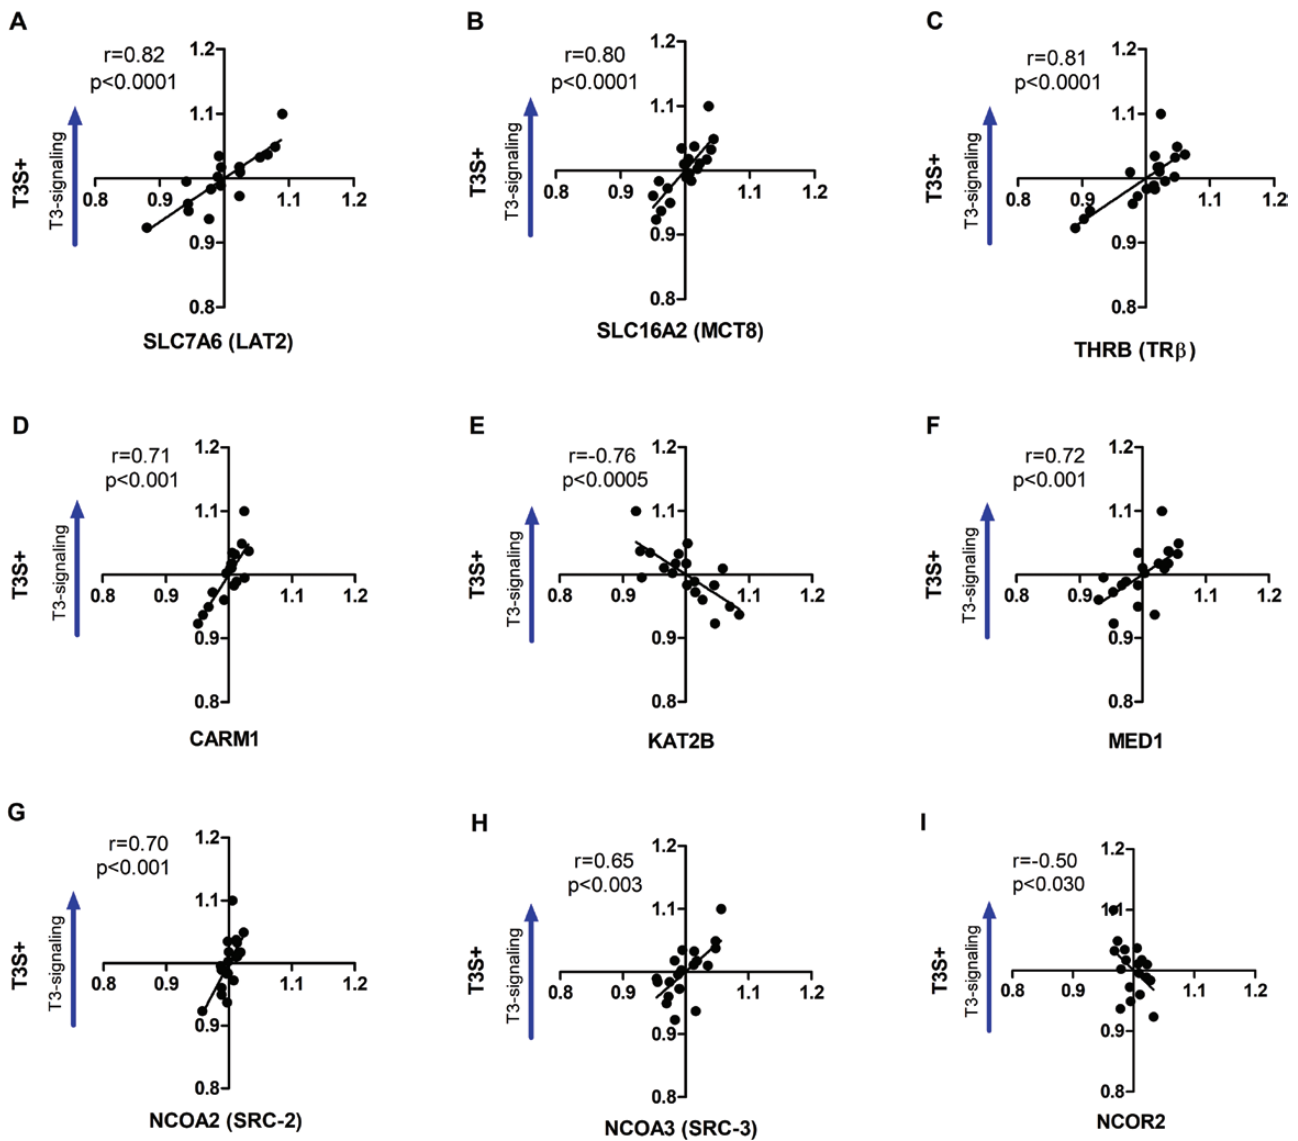 A
r=0.82
p<0.0001
T3S+
T3-signaling
1.2
1.1
0.8
0.9
1.1
1.2
0.9
0.8
SLC7A6 (LAT2)
B
r=0.80
p<0.0001
T3S+
T3-signaling
1.2
1.1
0.8
0.9
1.1
1.2
0.9
0.8
SLC16A2 (MCT8)
C
r=0.81
p<0.0001
T3S+
T3-signaling
1.2
1.1
0.8
0.9
1.1
1.2
0.9
0.8
THRB (TRβ)
D
r=0.71
p<0.001
T3S+
T3-signaling
1.2
1.1
0.8
0.9
1.1
1.2
0.9
0.8
CARM1
E
r=-0.76
p<0.0005
T3S+
T3-signaling
1.2
1.1
0.8
0.9
1.1
1.2
0.9
0.8
KAT2B
F
r=0.72
p<0.001
T3S+
T3-signaling
1.2
1.1
0.8
0.9
1.1
1.2
0.9
0.8
MED1
G
r=0.70
p<0.001
T3S+
T3-signaling
1.2
1.1
0.8
0.9
1.1
1.2
0.9
0.8
NCOA2 (SRC-2)
H
r=0.65
p<0.003
T3S+
T3-signaling
1.2
1.1
0.8
0.9
1.1
1.2
0.9
0.8
NCOA3 (SRC-3)
I
r=-0.50
p<0.030
T3S+
T3-signaling
1.2
1.1
0.8
0.9
1.1
1.2
0.9
0.8
NCOR2